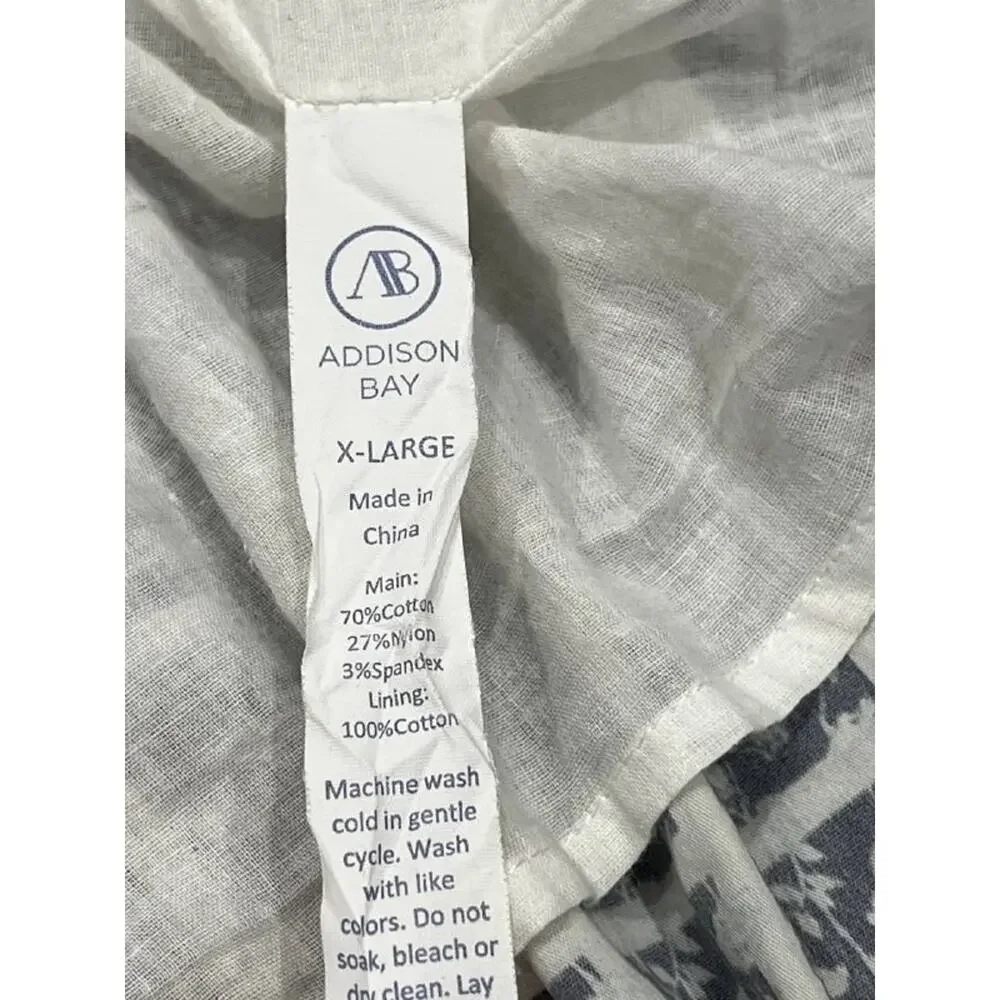 AB
ADDISON
BAY
X-LARGE
Made in
China
Main:
70%Cotton
27%Nylon
3%Spandex
Lining:
100%Cotton
Machine wash
cold in gentle
cycle. Wash
with like
colors. Do not
soak, bleach or
dry clean. Lay